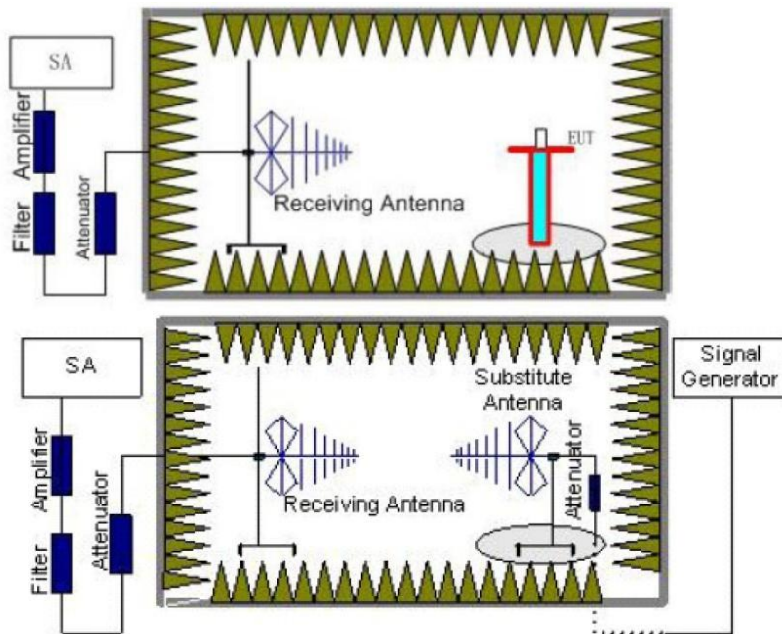 SA
Amplifier
Filter
Attenuator
Receiving Antenna
EUT
SA
Amplifier
Filter
Attenuator
Receiving Antenna
Substitute
Antenna
Attenuator
Signal
Generator